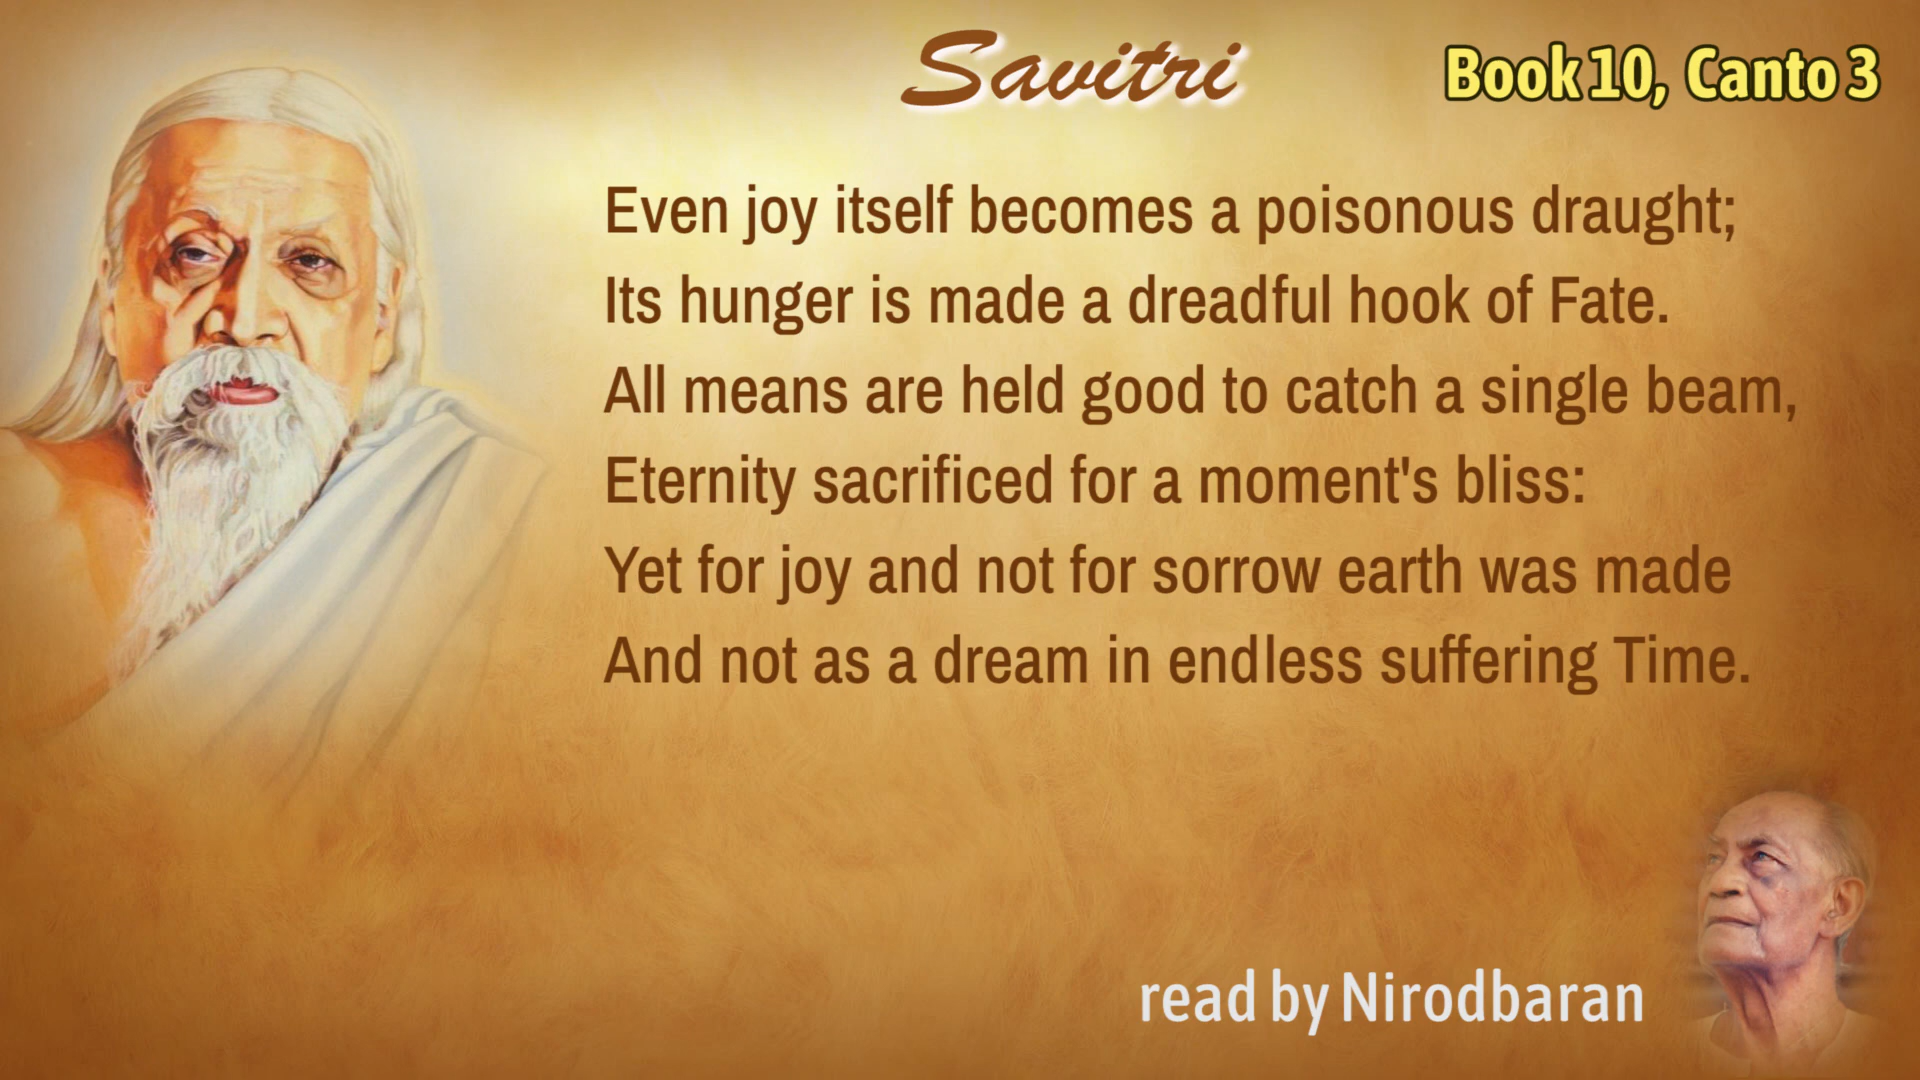 Savitri
Book 10, Canto 3
Even joy itself becomes a poisonous draught;
Its hunger is made a dreadful hook of Fate.
All means are held good to catch a single beam,
Eternity sacrificed for a moment's bliss:
Yet for joy and not for sorrow earth was made
And not as a dream in endless suffering Time.
read by Nirodbaran